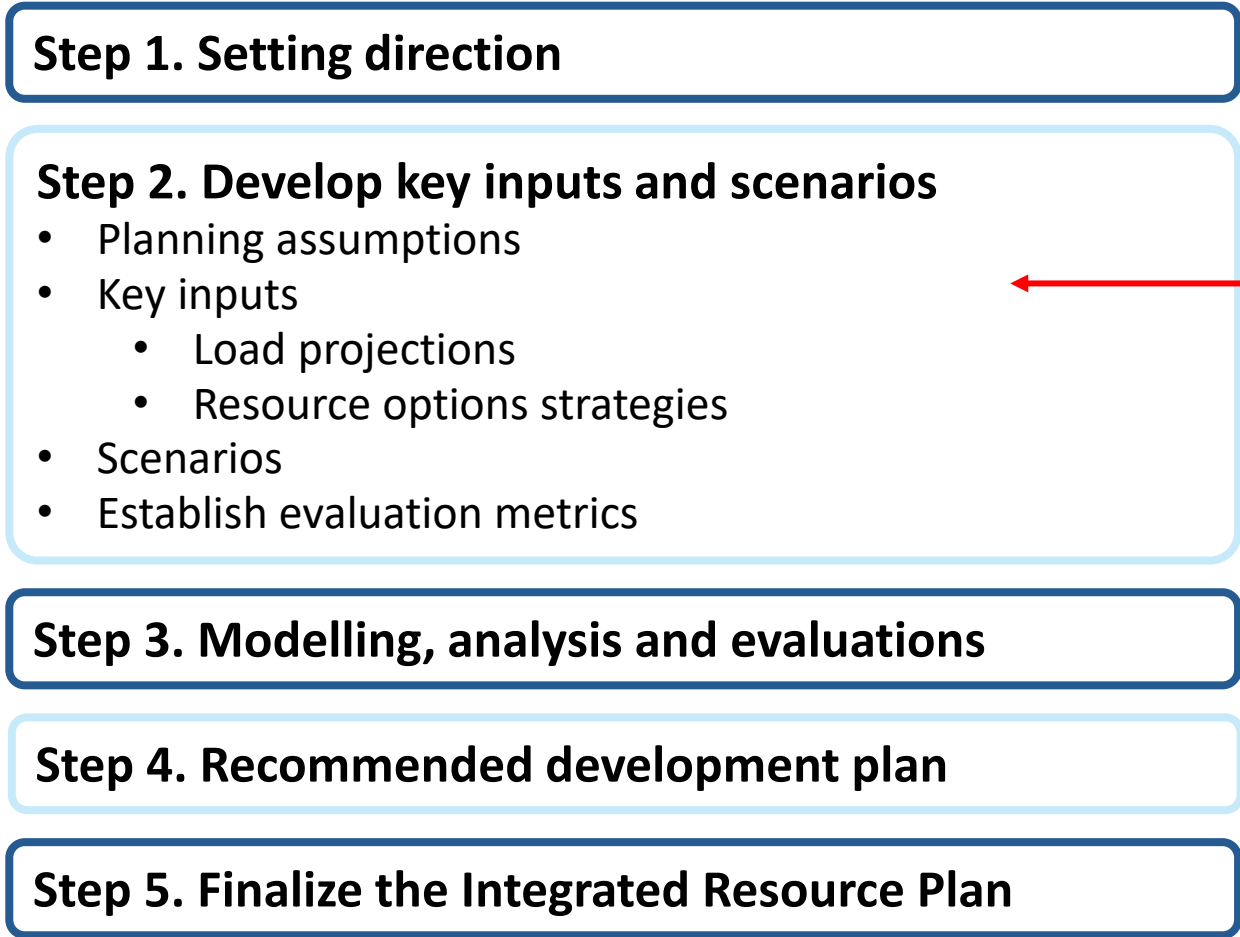 Step 1. Setting direction
Step 2. Develop key inputs and scenarios
• Planning assumptions
• Key inputs
• Load projections
• Resource options strategies
• Scenarios
• Establish evaluation metrics
Step 3. Modelling, analysis and evaluations
Step 4. Recommended development plan
Step 5. Finalize the Integrated Resource Plan